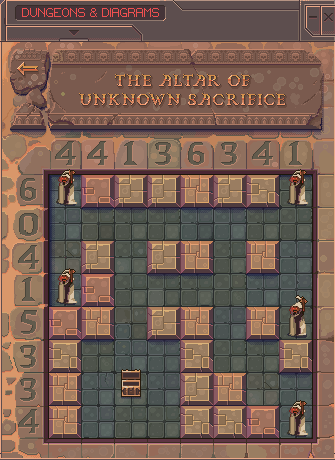 DUNGEONS & DIAGRAMS
THE ALTAR OF
UNKNOWN SACRIFICE
4 4 1 3 6 3 4 1
6
0
4
1
5
3
3
4